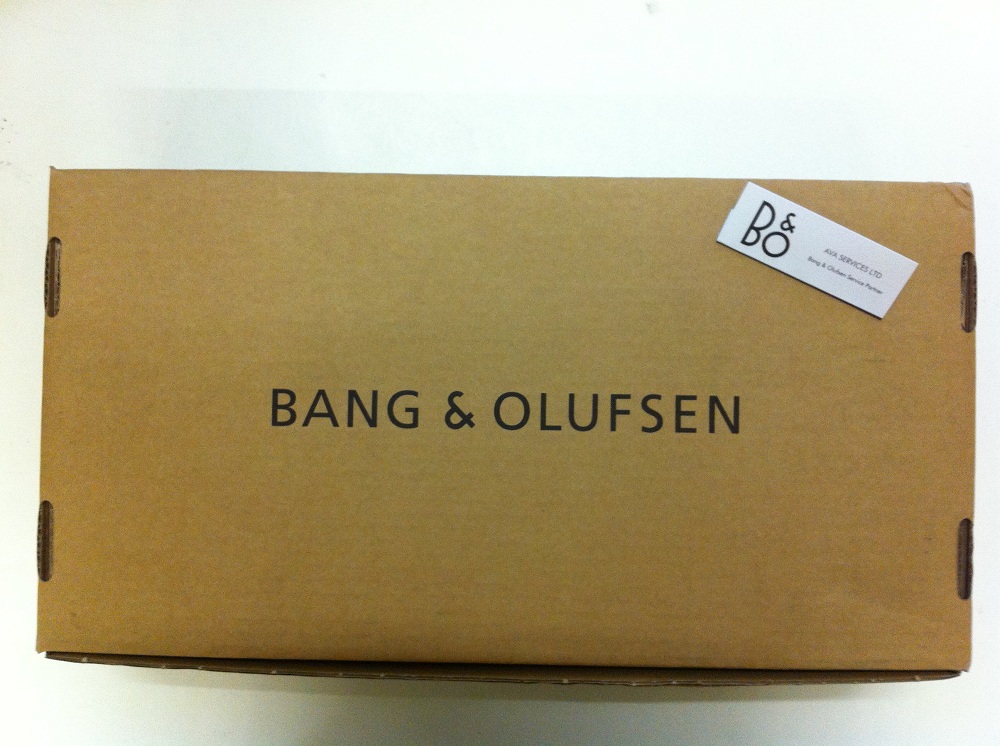 B&O
AVA SERVICES LTD
Bang & Olufsen Service Partner
BANG & OLUFSEN